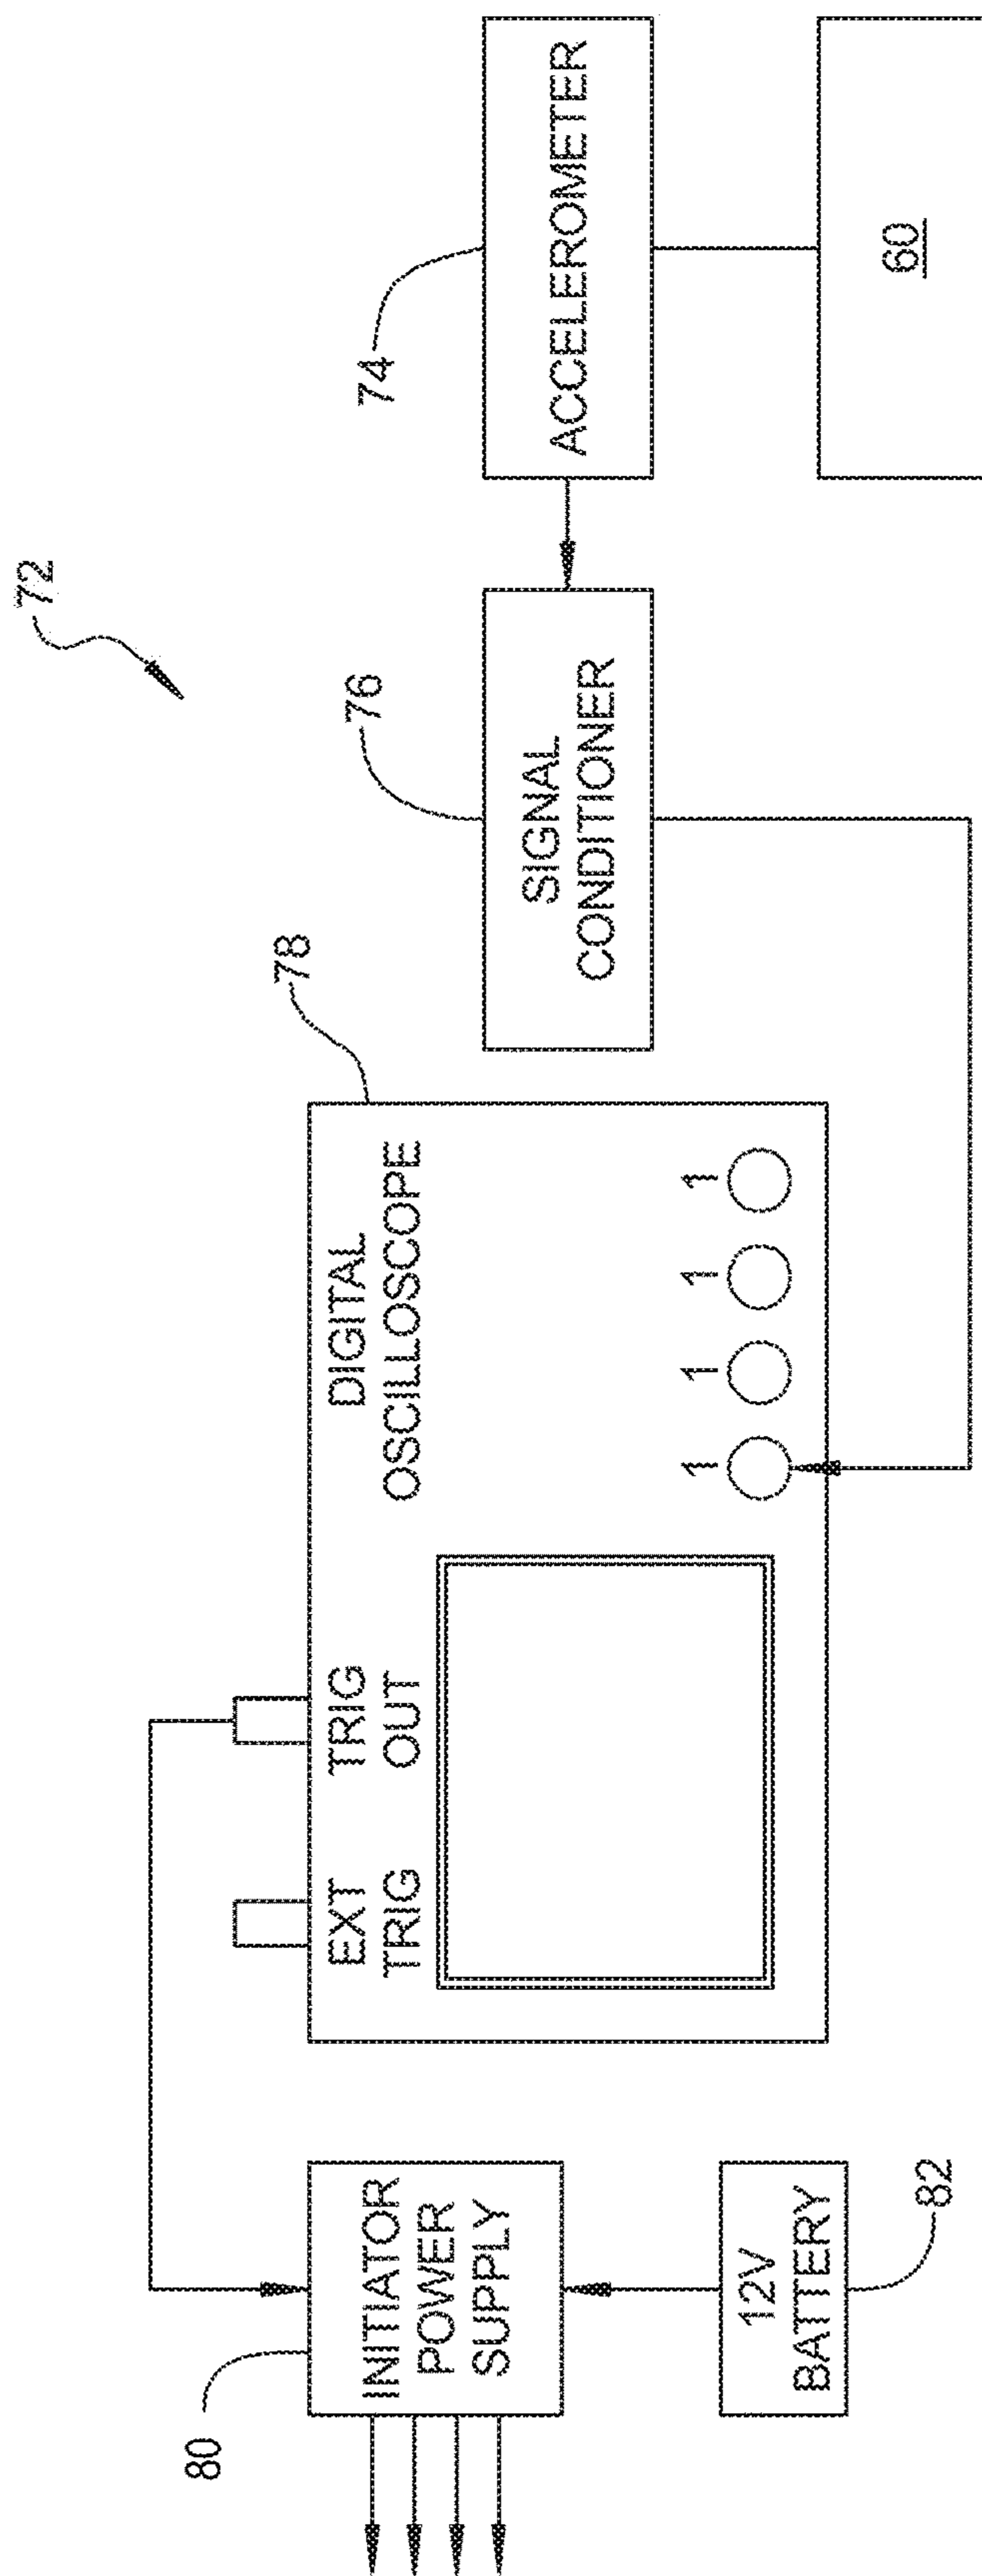 72
74
ACCELEROMETER
60
76
SIGNAL
CONDITIONER
78
DIGITAL
OSCILLOSCOPE
1 1 1 1
EXT
TRIG
TRIG
OUT
80
INITIATOR
POWER
SUPPLY
12V
BATTERY
82